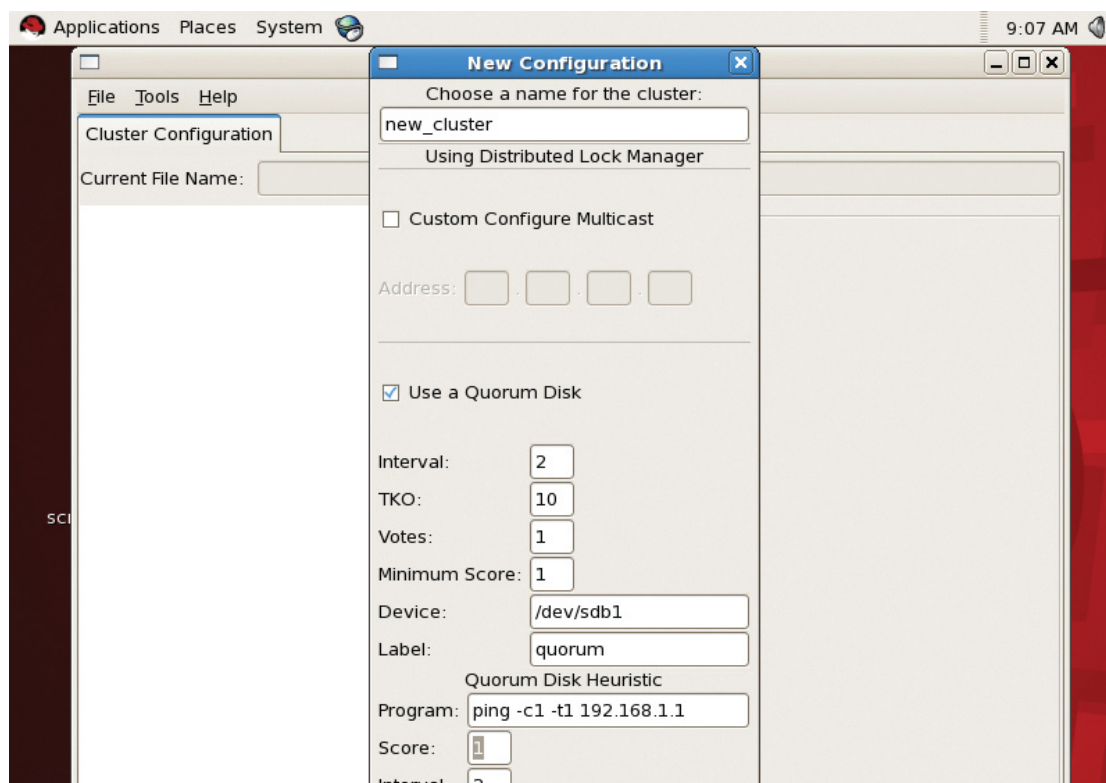 Applications Places System
9:07 AM
New Configuration
File Tools Help
Cluster Configuration
Current File Name:
Choose a name for the cluster:
new_cluster
Using Distributed Lock Manager
Custom Configure Multicast
Address: . . .
Use a Quorum Disk
Interval: 2
TKO: 10
Votes: 1
Minimum Score: 1
Device: /dev/sdb1
Label: quorum
Quorum Disk Heuristic
Program: ping -c1 -t1 192.168.1.1
Score: 1
Interval 2